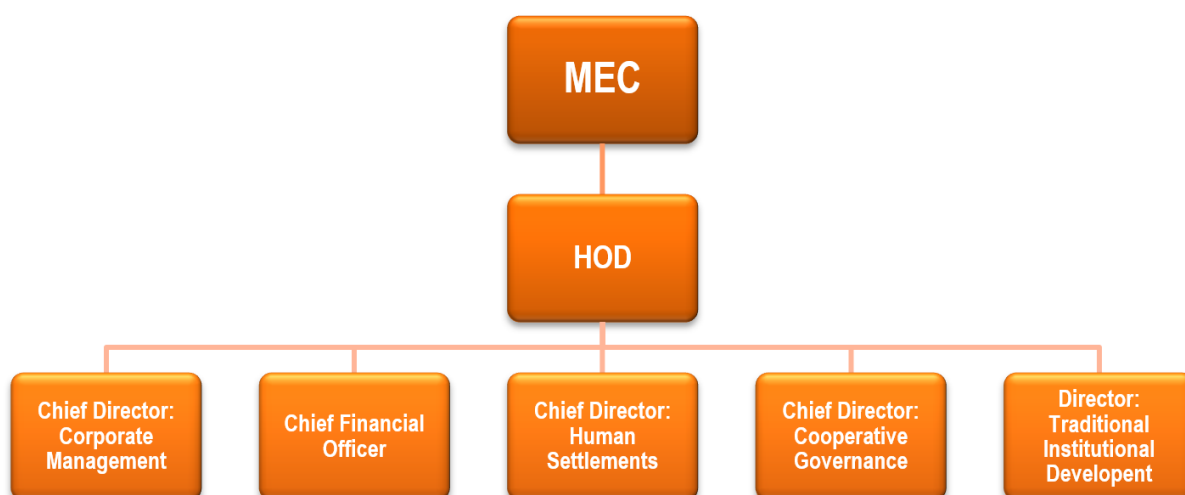 MEC
HOD
Chief Director:
Corporate
Management
Chief Financial
Officer
Chief Director:
Human
Settlements
Chief Director:
Cooperative
Governance
Director:
Traditional
Institutional
Developent